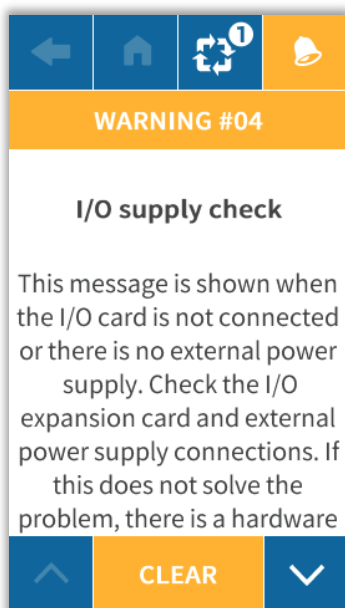 1
WARNING #04
I/O supply check
This message is shown when
the I/O card is not connected
or there is no external power
supply. Check the I/O
expansion card and external
power supply connections. If
this does not solve the
problem, there is a hardware
CLEAR